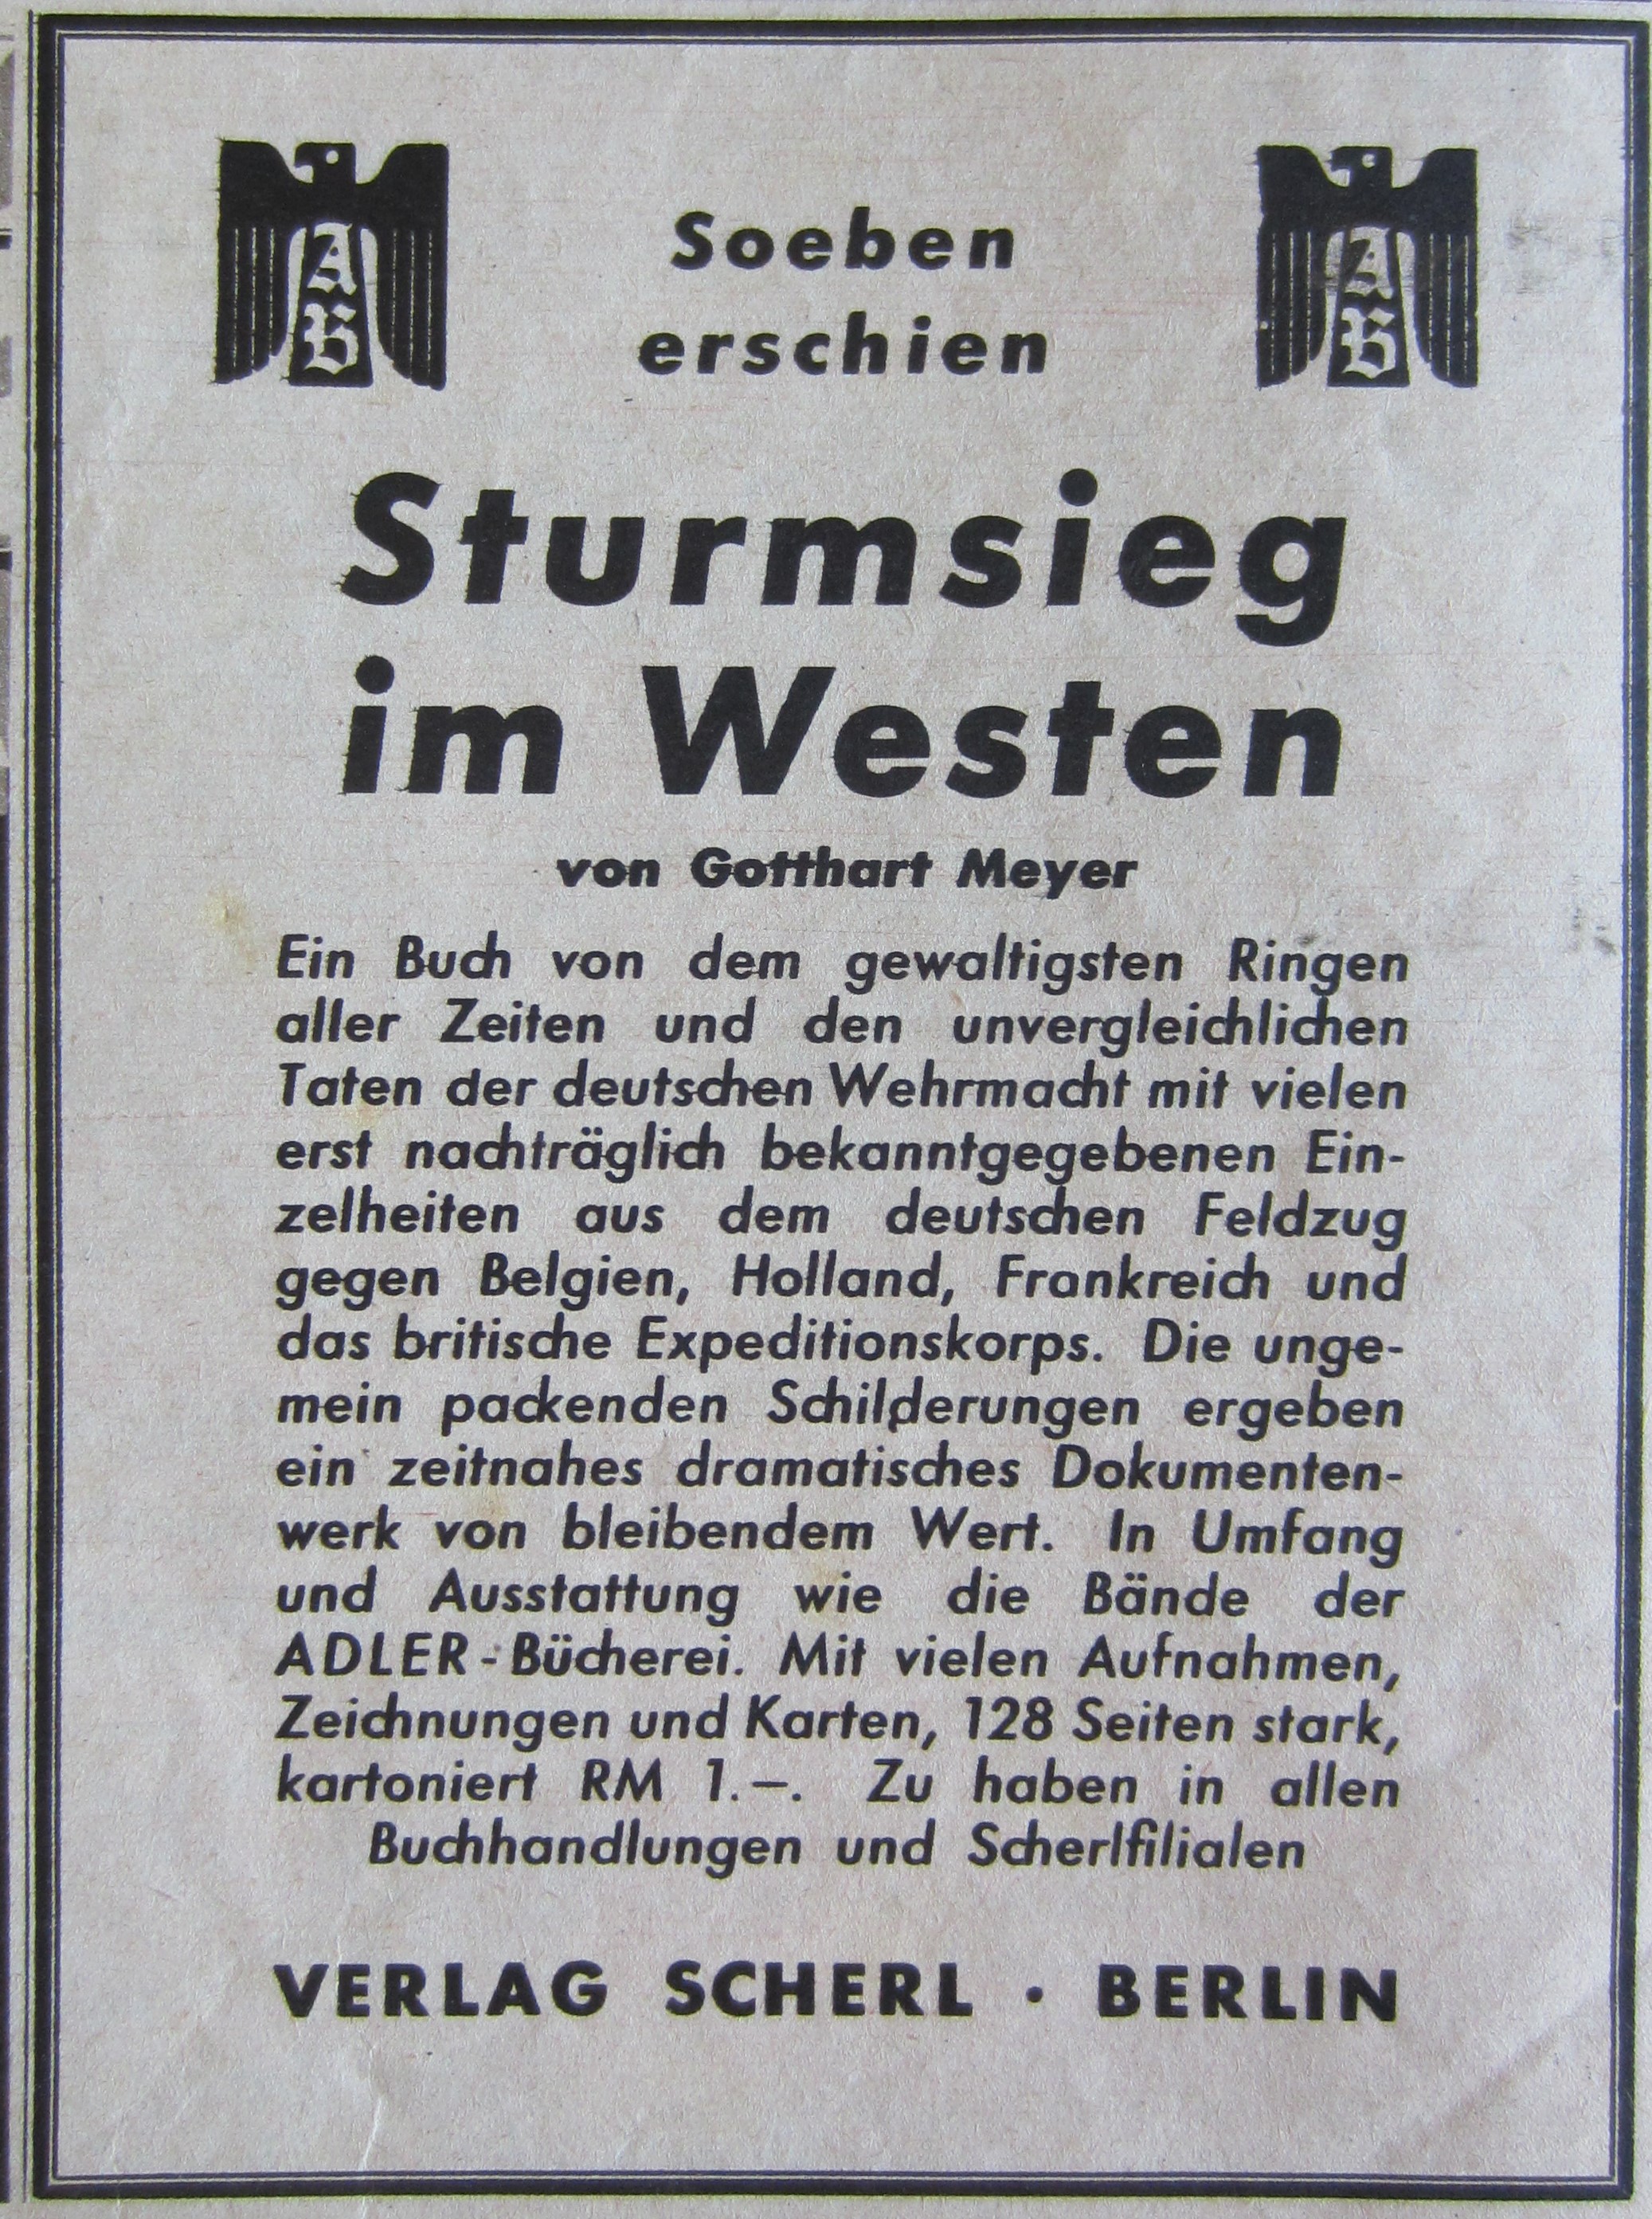 A
B
A
B
Soeben
erschien
Sturmsieg
im Westen
von Gotthart Meyer
Ein Buch von dem gewaltigsten Ringen
aller Zeiten und den unvergleichlichen
Taten der deutschen Wehrmacht mit vielen
erst nachträglich bekanntgegebenen Ein-
zelheiten aus dem deutschen Feldzug
gegen Belgien, Holland, Frankreich und
das britische Expeditionskorps. Die unge-
mein packenden Schilderungen ergeben
ein zeitnahes dramatisches Dokumenten-
werk von bleibendem Wert. In Umfang
und Ausstattung wie die Bände der
ADLER-Bücherei. Mit vielen Aufnahmen,
Zeichnungen und Karten, 128 Seiten stark,
kartoniert RM 1.–. Zu haben in allen
Buchhandlungen und Scherlfilialen
VERLAG SCHERL · BERLIN